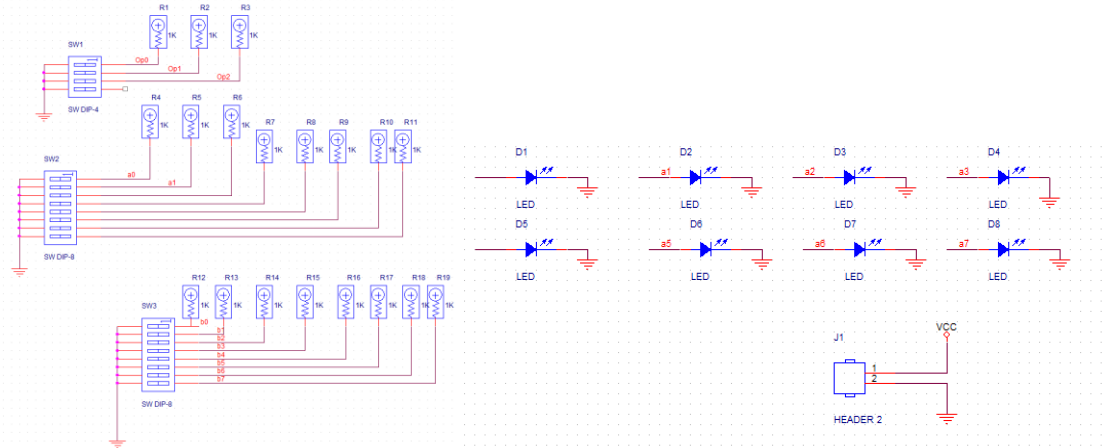 R1 R2 R3
1K 1K 1K
SW1
Op0
Op1
Op2
SW DIP-4
R4 R5 R6
1K 1K 1K
R7 R8 R9 R10 R11
1K 1K 1K 1K 1K
SW2
a0
a1
SW DIP-8
R12 R13 R14 R15 R16 R17 R18 R19
1K 1K 1K 1K 1K 1K 1K 1K
SW3
b0
b1
b2
b3
b4
b5
b6
b7
SW DIP-8
D1 D2 D3 D4
a1 a2 a3
LED LED LED LED
D5 D6 D7 D8
a5 a6 a7
LED LED LED LED
VCC
J1
1
2
HEADER 2